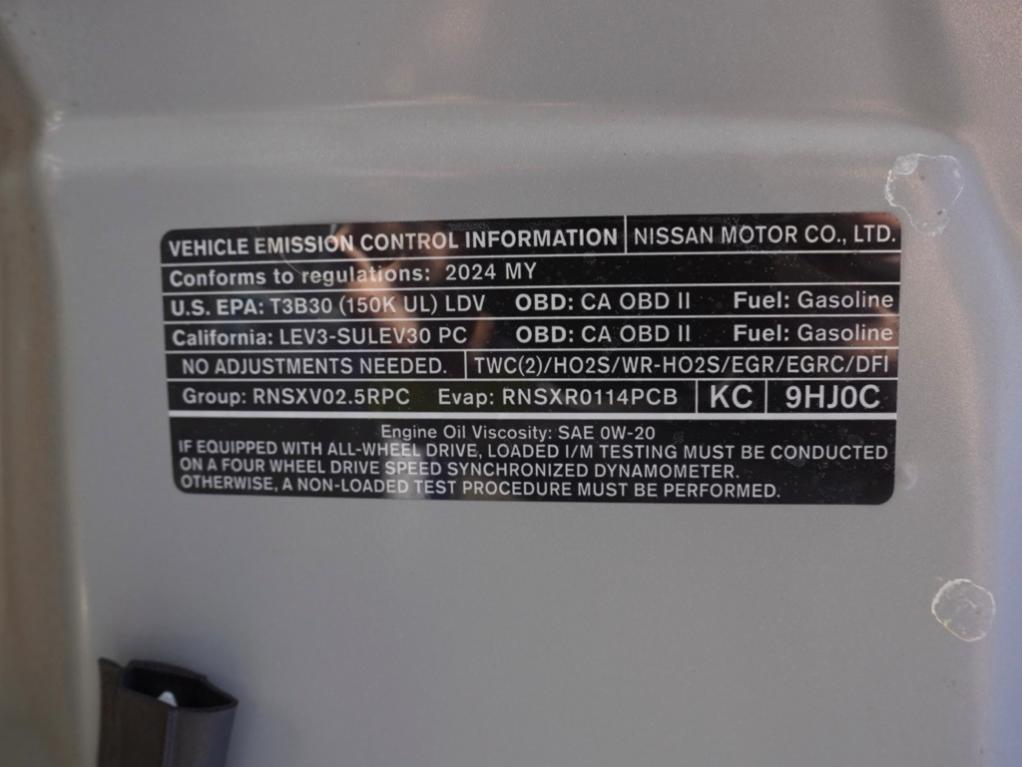 VEHICLE EMISSION CONTROL INFORMATION NISSAN MOTOR CO., LTD.
Conforms to regulations: 2024 MY
U.S. EPA: T3B30 (150K UL) LDV OBD: CA OBD II Fuel: Gasoline
California: LEV3-SULEV30 PC OBD: CA OBD II Fuel: Gasoline
NO ADJUSTMENTS NEEDED. TWC(2)/HO2S/WR-HO2S/EGR/EGRC/DFI
Group: RNSXV02.5RPC Evap: RNSXR0114PCB KC 9HJ0C
Engine Oil Viscosity: SAE 0W-20
IF EQUIPPED WITH ALL-WHEEL DRIVE, LOADED I/M TESTING MUST BE CONDUCTED
ON A FOUR WHEEL DRIVE SPEED SYNCHRONIZED DYNAMOMETER.
OTHERWISE, A NON-LOADED TEST PROCEDURE MUST BE PERFORMED.